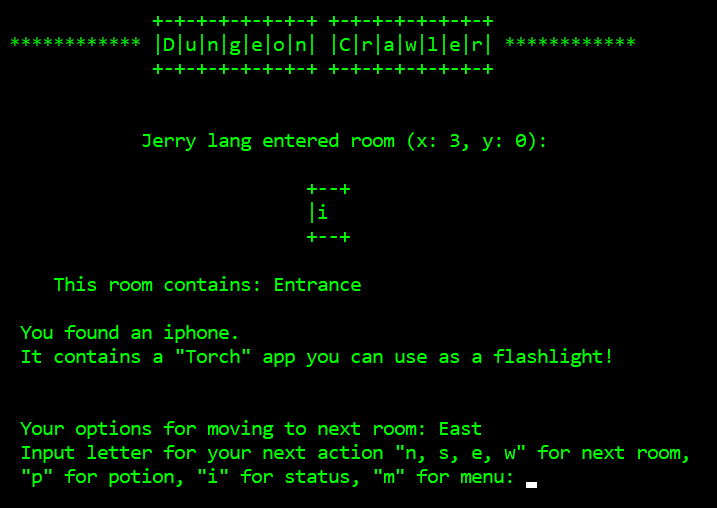 +-+-+-+-+-+-+-+ +-+-+-+-+-+-+-+
************ |D|u|n|g|e|o|n| |C|r|a|w|l|e|r| ************
+-+-+-+-+-+-+-+ +-+-+-+-+-+-+-+
Jerry lang entered room (x: 3, y: 0):
+--+
|i
+--+
This room contains: Entrance
You found an iphone.
It contains a "Torch" app you can use as a flashlight!
Your options for moving to next room: East
Input letter for your next action "n, s, e, w" for next room,
"p" for potion, "i" for status, "m" for menu: